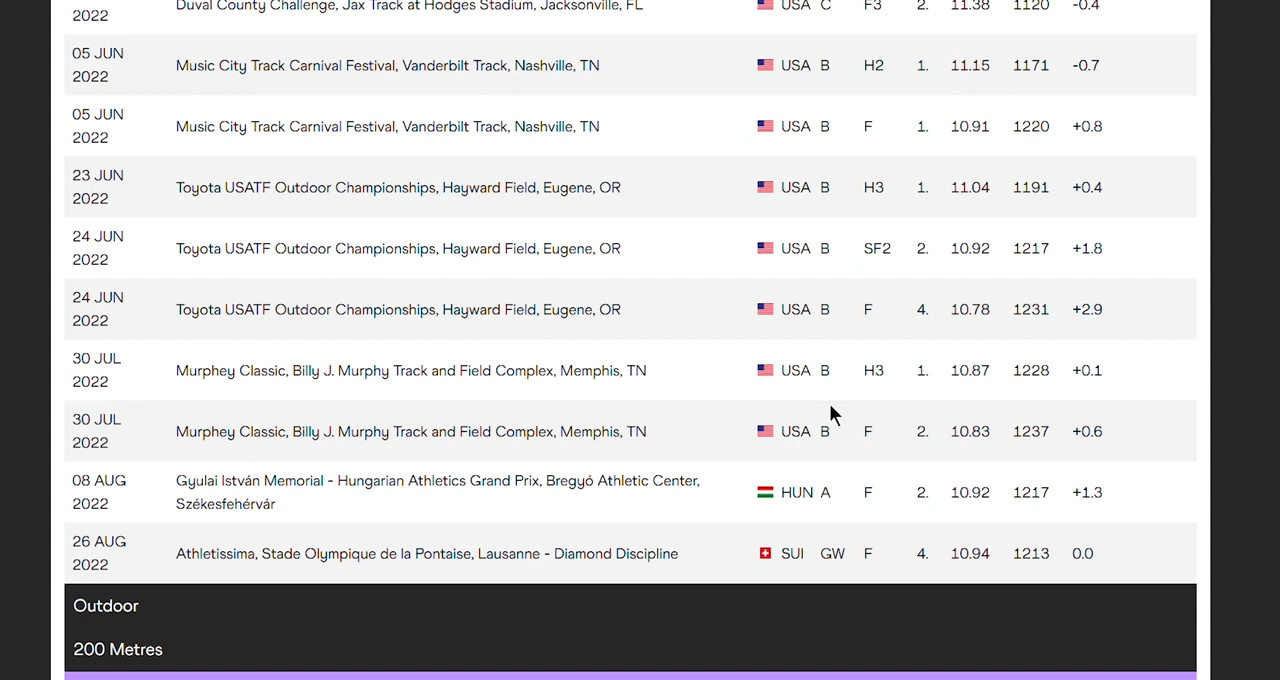 2022 Duval County Challenge, Jax Track at Hodges Stadium, Jacksonville, FL USA C F3 2. 11.38 1120 -0.4
05 JUN
2022 Music City Track Carnival Festival, Vanderbilt Track, Nashville, TN USA B H2 1. 11.15 1171 -0.7
05 JUN
2022 Music City Track Carnival Festival, Vanderbilt Track, Nashville, TN USA B F 1. 10.91 1220 +0.8
23 JUN
2022 Toyota USATF Outdoor Championships, Hayward Field, Eugene, OR USA B H3 1. 11.04 1191 +0.4
24 JUN
2022 Toyota USATF Outdoor Championships, Hayward Field, Eugene, OR USA B SF2 2. 10.92 1217 +1.8
24 JUN
2022 Toyota USATF Outdoor Championships, Hayward Field, Eugene, OR USA B F 4. 10.78 1231 +2.9
30 JUL
2022 Murphey Classic, Billy J. Murphy Track and Field Complex, Memphis, TN USA B H3 1. 10.87 1228 +0.1
30 JUL
2022 Murphey Classic, Billy J. Murphy Track and Field Complex, Memphis, TN USA B F 2. 10.83 1237 +0.6
08 AUG
2022 Gyulai István Memorial - Hungarian Athletics Grand Prix, Bregyó Athletic Center,
Székesfehérvár HUN A F 2. 10.92 1217 +1.3
26 AUG
2022 Athletissima, Stade Olympique de la Pontaise, Lausanne - Diamond Discipline SUI GW F 4. 10.94 1213 0.0
Outdoor
200 Metres